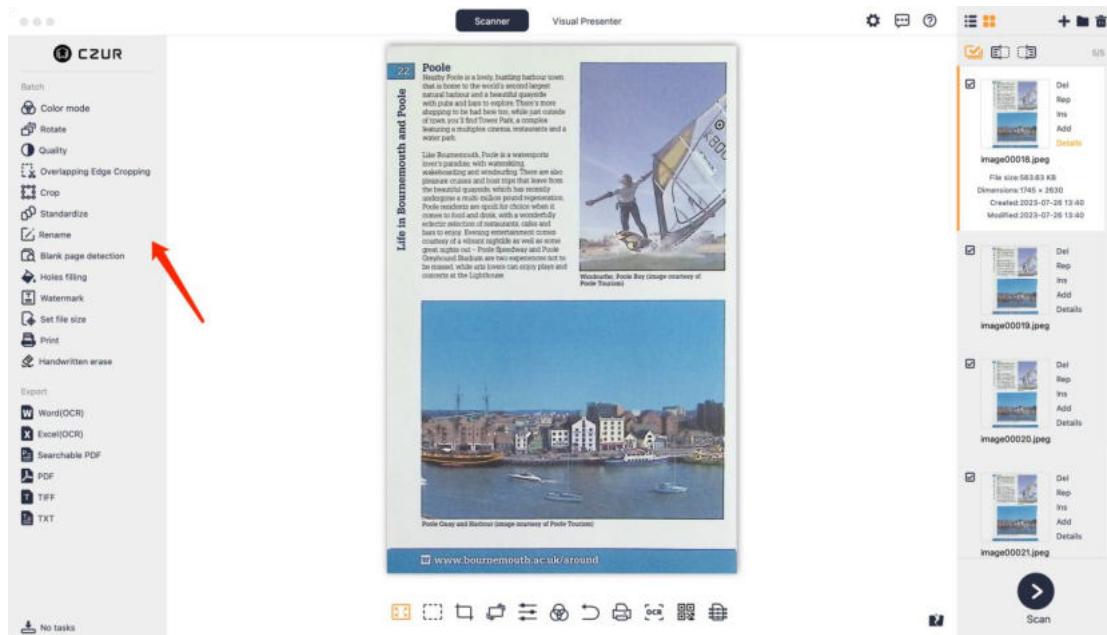 Scanner
Visual Presenter
CZUR
Batch
Color mode
Rotate
Quality
Overlapping Edge Cropping
Crop
Standardize
Rename
Blank page detection
Holes filling
Watermark
Set file size
Print
Handwritten erase
Export
Word(OCR)
Excel(OCR)
Searchable PDF
PDF
TIFF
TXT
No tasks
22
Life in Bournemouth and Poole
Poole
Nearby Poole is a lovely, bustling harbour town
that is home to the world's second largest
natural harbour and a beautiful quayside
with pubs and bars to explore. There's more
shopping to be had here too, while just outside
of town you'll find Tower Park, a complex
featuring a multiplex cinema, restaurants and a
water park.
Like Bournemouth, Poole is a watersports
lover's paradise, with waterskiing,
wakeboarding and windsurfing. There are also
pleasure cruises and boat trips that leave from
the beautiful quayside, which has recently
undergone a multi-million pound regeneration.
Poole residents are spoilt for choice when it
comes to food and drink, with a wonderfully
eclectic selection of restaurants, cafes and
bars to enjoy. Evening entertainment comes
courtesy of a vibrant nightlife as well as some
great nights out – Poole Speedway and Poole
Greyhound Stadium are two experiences not to
be missed, while arts lovers can enjoy plays and
concerts at the Lighthouse.
Windsurfer, Poole Bay (image courtesy of
Poole Tourism)
Poole Quay and Harbour (image courtesy of Poole Tourism)
www.bournemouth.ac.uk/around
OCR
5/5
Del
Rep
Ins
Add
Details
image00018.jpeg
File size:563.63 KB
Dimensions:1745 × 2630
Created:2023-07-26 13:40
Modified:2023-07-26 13:40
Del
Rep
Ins
Add
Details
image00019.jpeg
Del
Rep
Ins
Add
Details
image00020.jpeg
Del
Rep
Ins
Add
Details
image00021.jpeg
Scan